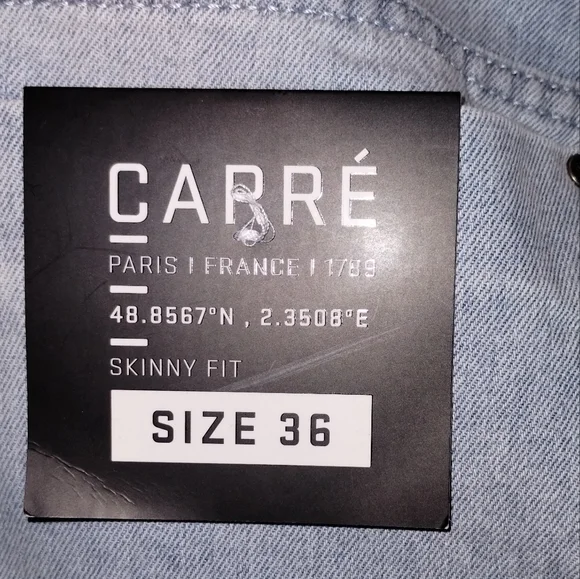 CARRÉ
PARIS | FRANCE | 1789
48.8567°N , 2.3508°E
SKINNY FIT
SIZE 36